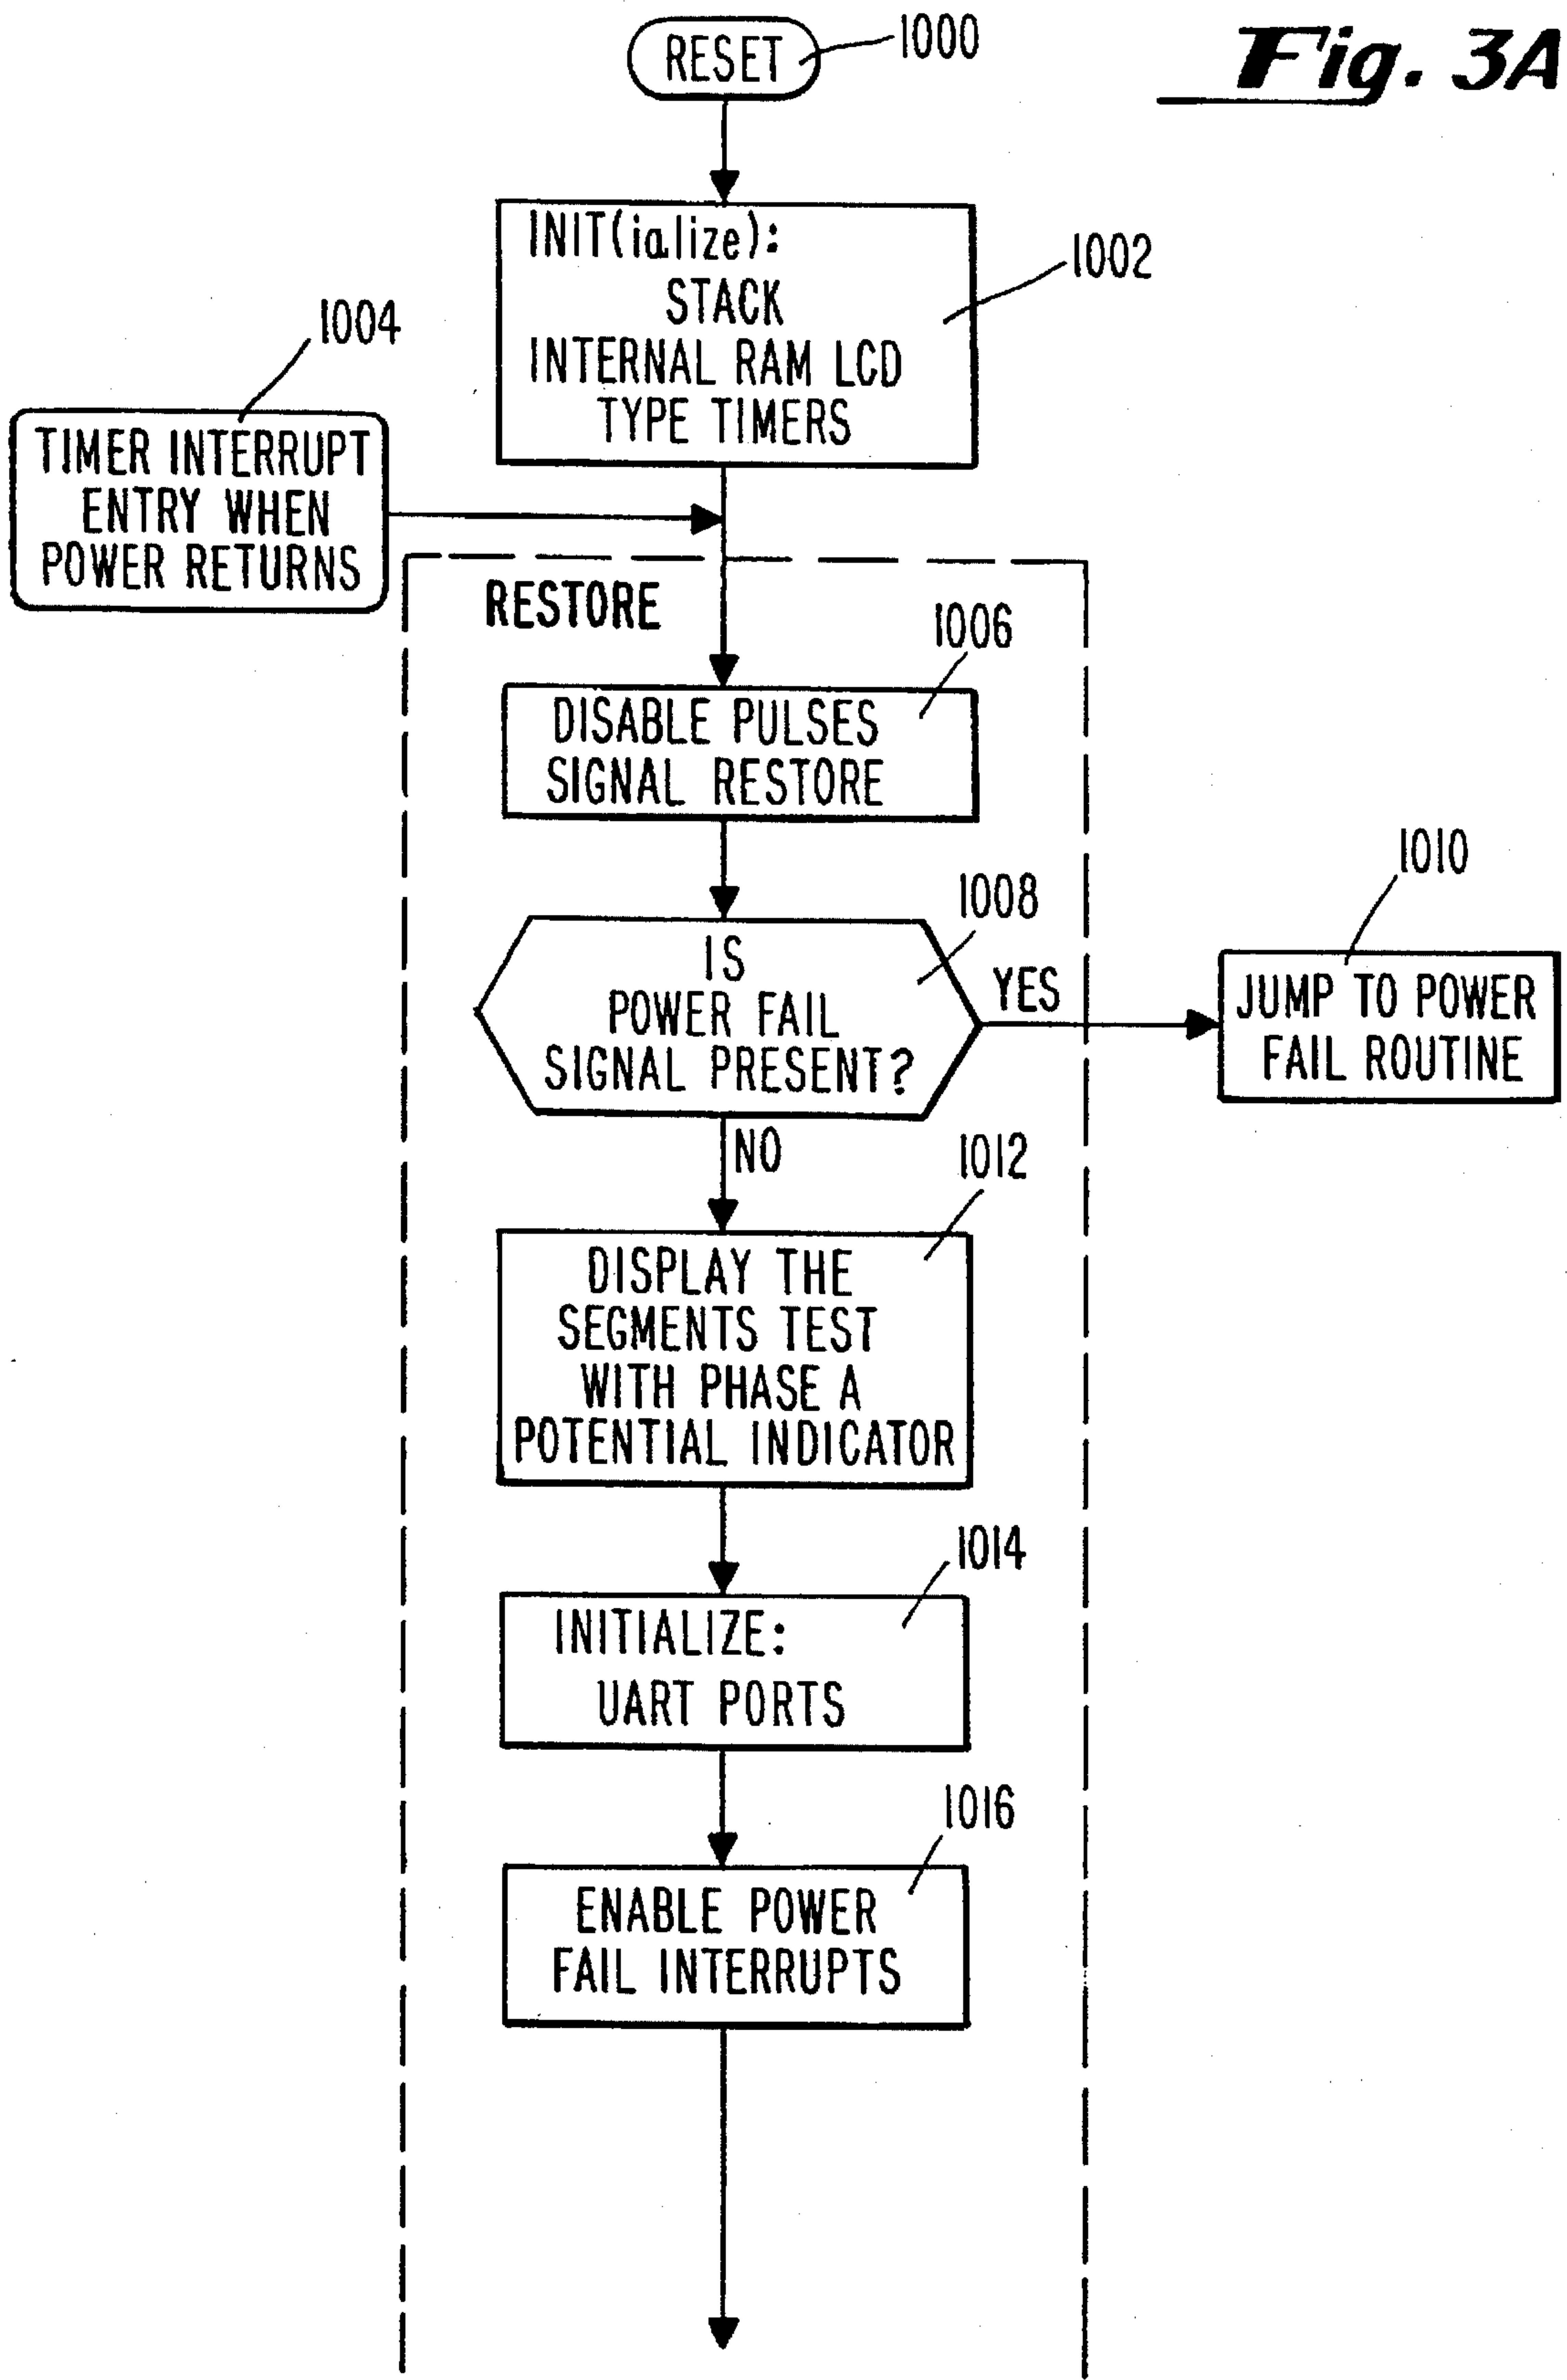 Fig. 3A
RESET
1000
INIT(ialize):
STACK
INTERNAL RAM LCD
TYPE TIMERS
1002
1004
TIMER INTERRUPT
ENTRY WHEN
POWER RETURNS
RESTORE
1006
DISABLE PULSES
SIGNAL RESTORE
1008
IS
POWER FAIL
SIGNAL PRESENT?
YES
1010
JUMP TO POWER
FAIL ROUTINE
NO
1012
DISPLAY THE
SEGMENTS TEST
WITH PHASE A
POTENTIAL INDICATOR
1014
INITIALIZE:
UART PORTS
1016
ENABLE POWER
FAIL INTERRUPTS